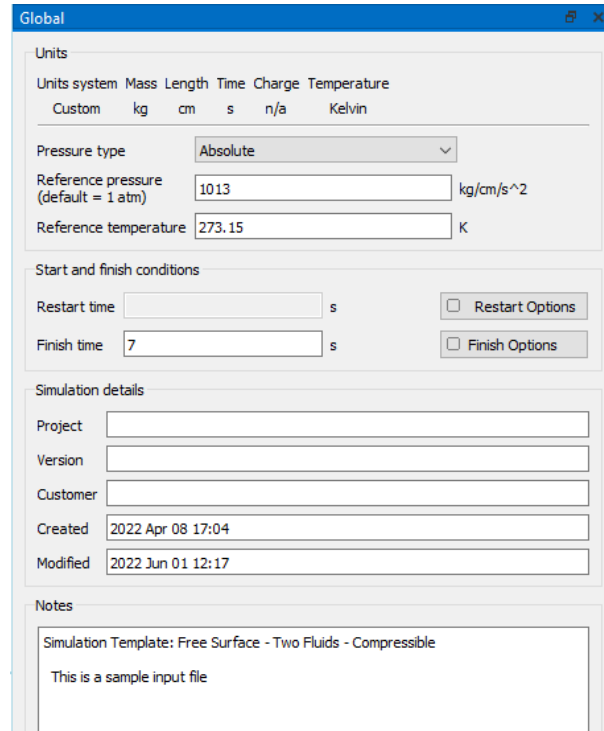 Global
Units
Units system Mass Length Time Charge Temperature
Custom kg cm s n/a Kelvin
Pressure type Absolute
Reference pressure
(default = 1 atm) 1013 kg/cm/s^2
Reference temperature 273.15 K
Start and finish conditions
Restart time s Restart Options
Finish time 7 s Finish Options
Simulation details
Project
Version
Customer
Created 2022 Apr 08 17:04
Modified 2022 Jun 01 12:17
Notes
Simulation Template: Free Surface - Two Fluids - Compressible
This is a sample input file